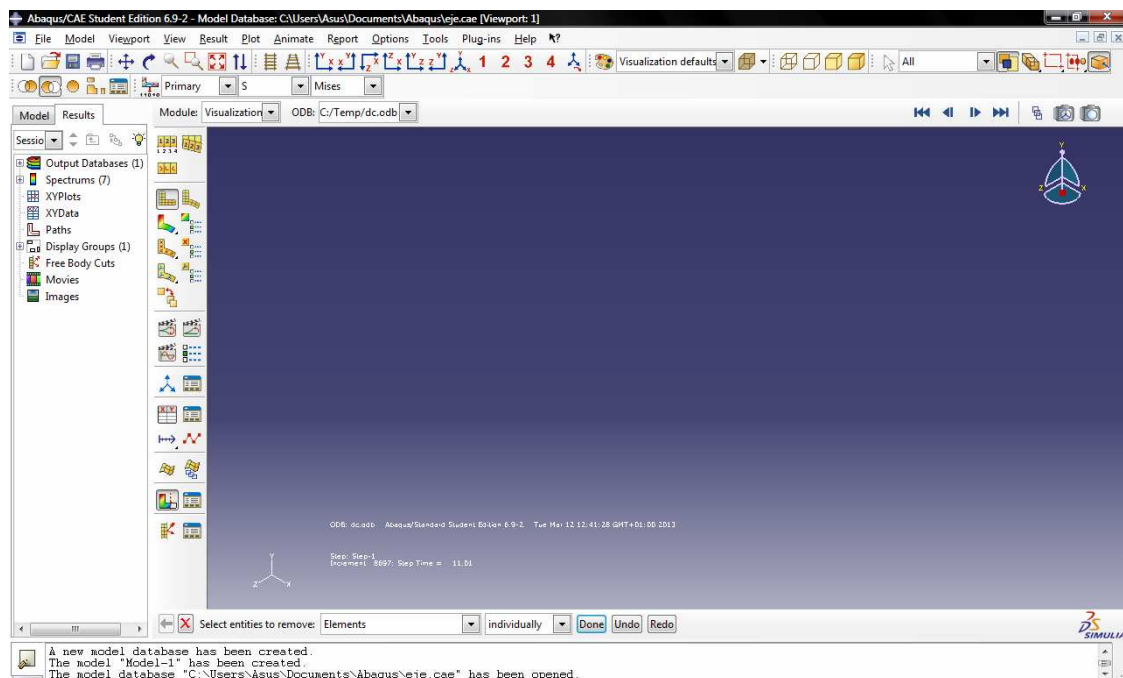 Abaqus/CAE Student Edition 6.9-2 - Model Database: C:\Users\Asus\Documents\Abaqus\eje.cae [Viewport: 1]
File Model Viewport View Result Plot Animate Report Options Tools Plug-ins Help
1 2 3 4 Visualization defaults All
Primary S Mises
Model Results Module: Visualization ODB: C:/Temp/dc.odb
Sessio
Output Databases (1)
Spectrums (7)
XYPlots
XYData
Paths
Display Groups (1)
Free Body Cuts
Movies
Images
Y
Z X
ODB: dc.odb Abaqus/Standard Student Edition 6.9-2 Tue Mar 12 12:41:28 GMT+01:00 2013
Step: Step-1
Increment 8697: Step Time = 11.01
Y
Z X
Select entities to remove: Elements individually Done Undo Redo
SIMULIA
A new model database has been created.
The model "Model-1" has been created.
The model database "C:\Users\Asus\Documents\Abaqus\eje.cae" has been opened.